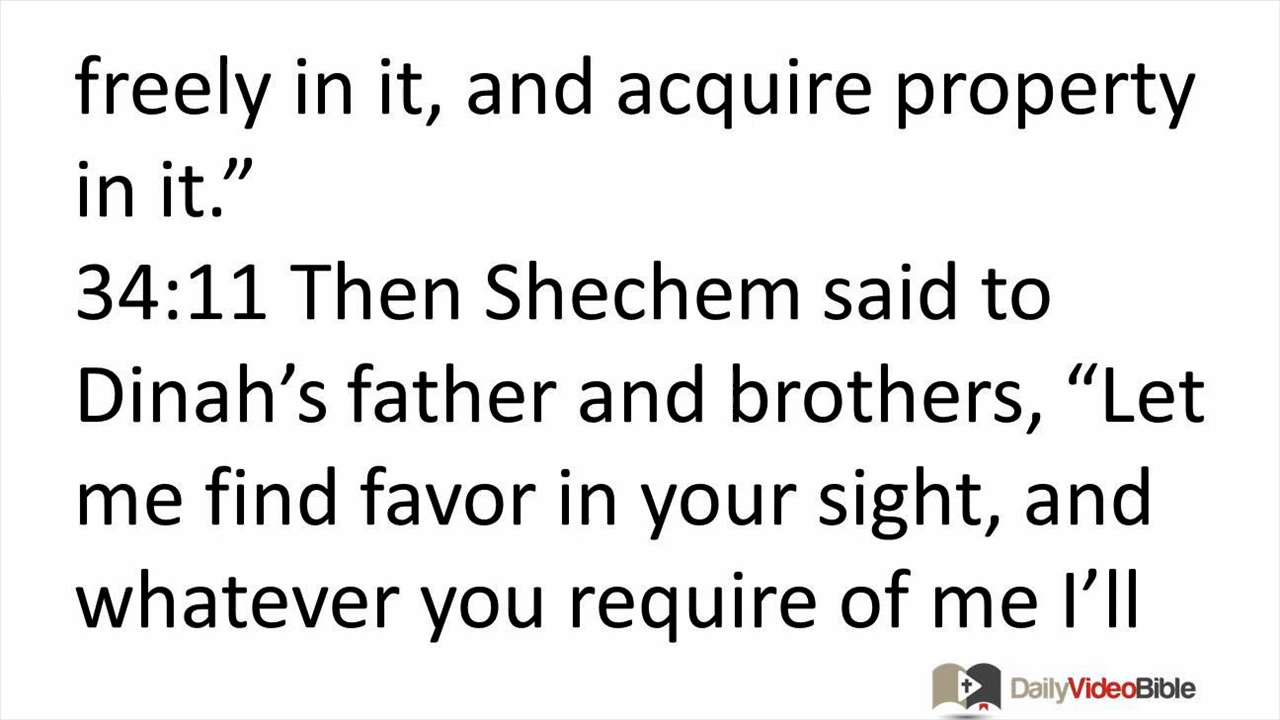 freely in it, and acquire property
in it.”
34:11 Then Shechem said to
Dinah’s father and brothers, “Let
me find favor in your sight, and
whatever you require of me I’ll
DailyVideoBible